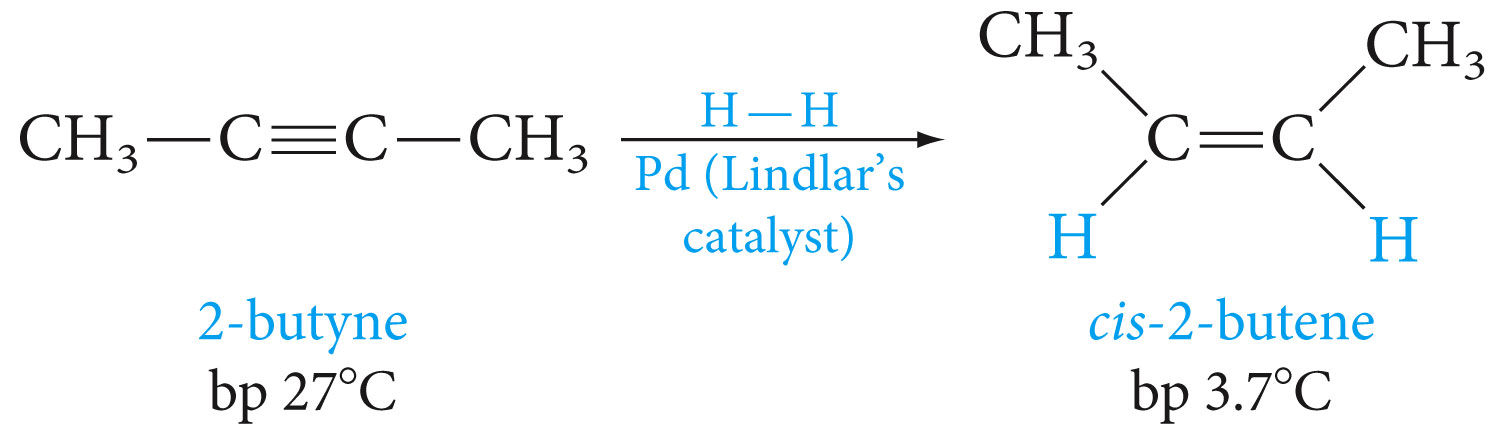 CH₃—C≡C—CH₃
H—H
Pd (Lindlar’s
catalyst)
CH₃ CH₃
C=C
H H
2-butyne
bp 27°C
cis-2-butene
bp 3.7°C